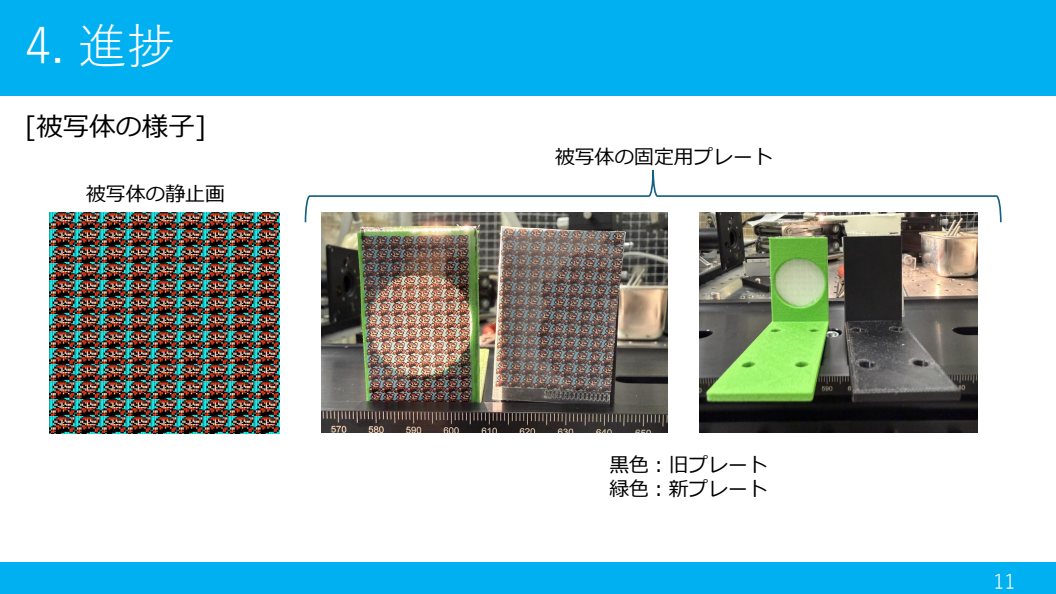 4. 進捗
[被写体の様子]
被写体の固定用プレート
被写体の静止画
570 580 590 600 610 620 630 640 650
590
黒色：旧プレート
緑色：新プレート
11